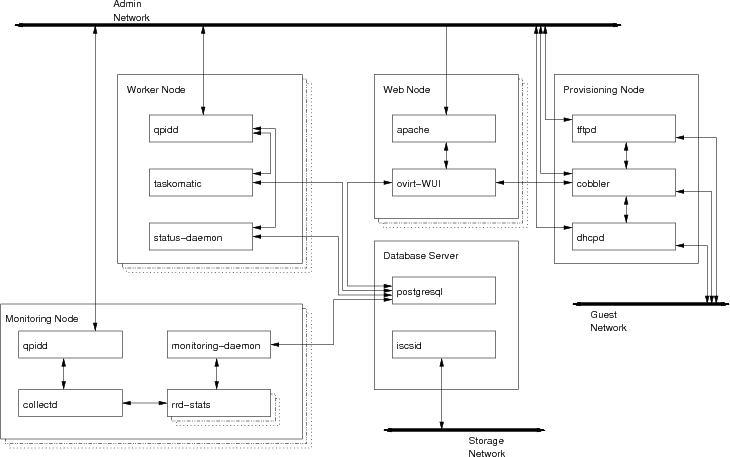 Admin
Network
Worker Node
qpidd
taskomatic
status-daemon
Web Node
apache
ovirt-WUI
Provisioning Node
tftpd
cobbler
dhcpd
Database Server
postgresql
iscsid
Guest
Network
Monitoring Node
qpidd
monitoring-daemon
collectd
rrd-stats
Storage
Network